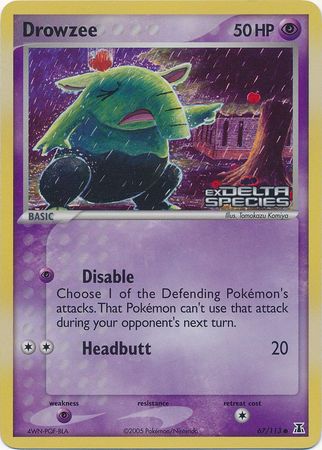 Drowzee
50 HP
exDELTA
SPECIES
BASIC
Illus. Tomokazu Komiya
Disable
Choose 1 of the Defending Pokémon's
attacks. That Pokémon can't use that attack
during your opponent's next turn.
Headbutt 20
weakness resistance retreat cost
4WN-PGF-BLA
©2005 Pokémon/Nintendo
67/113